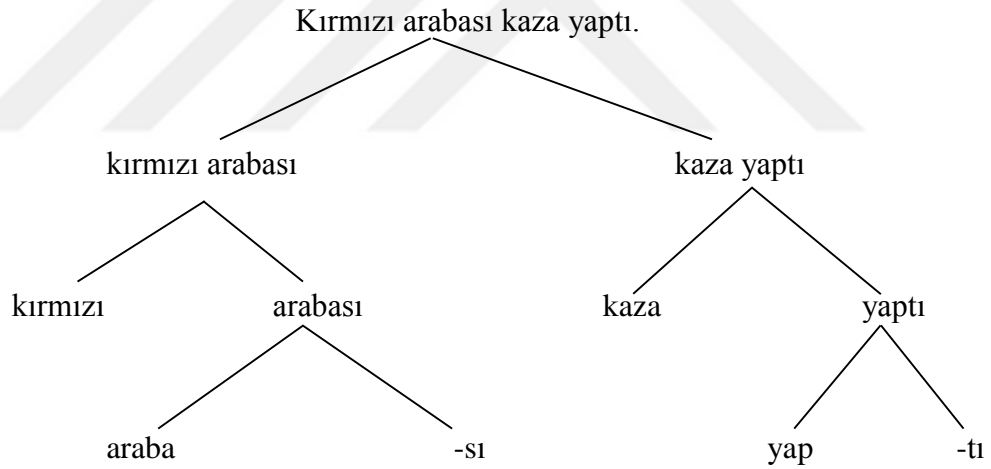 Kırmızı arabası kaza yaptı.
kırmızı arabası kaza yaptı
kırmızı arabası kaza yaptı
araba -sı yap -tı